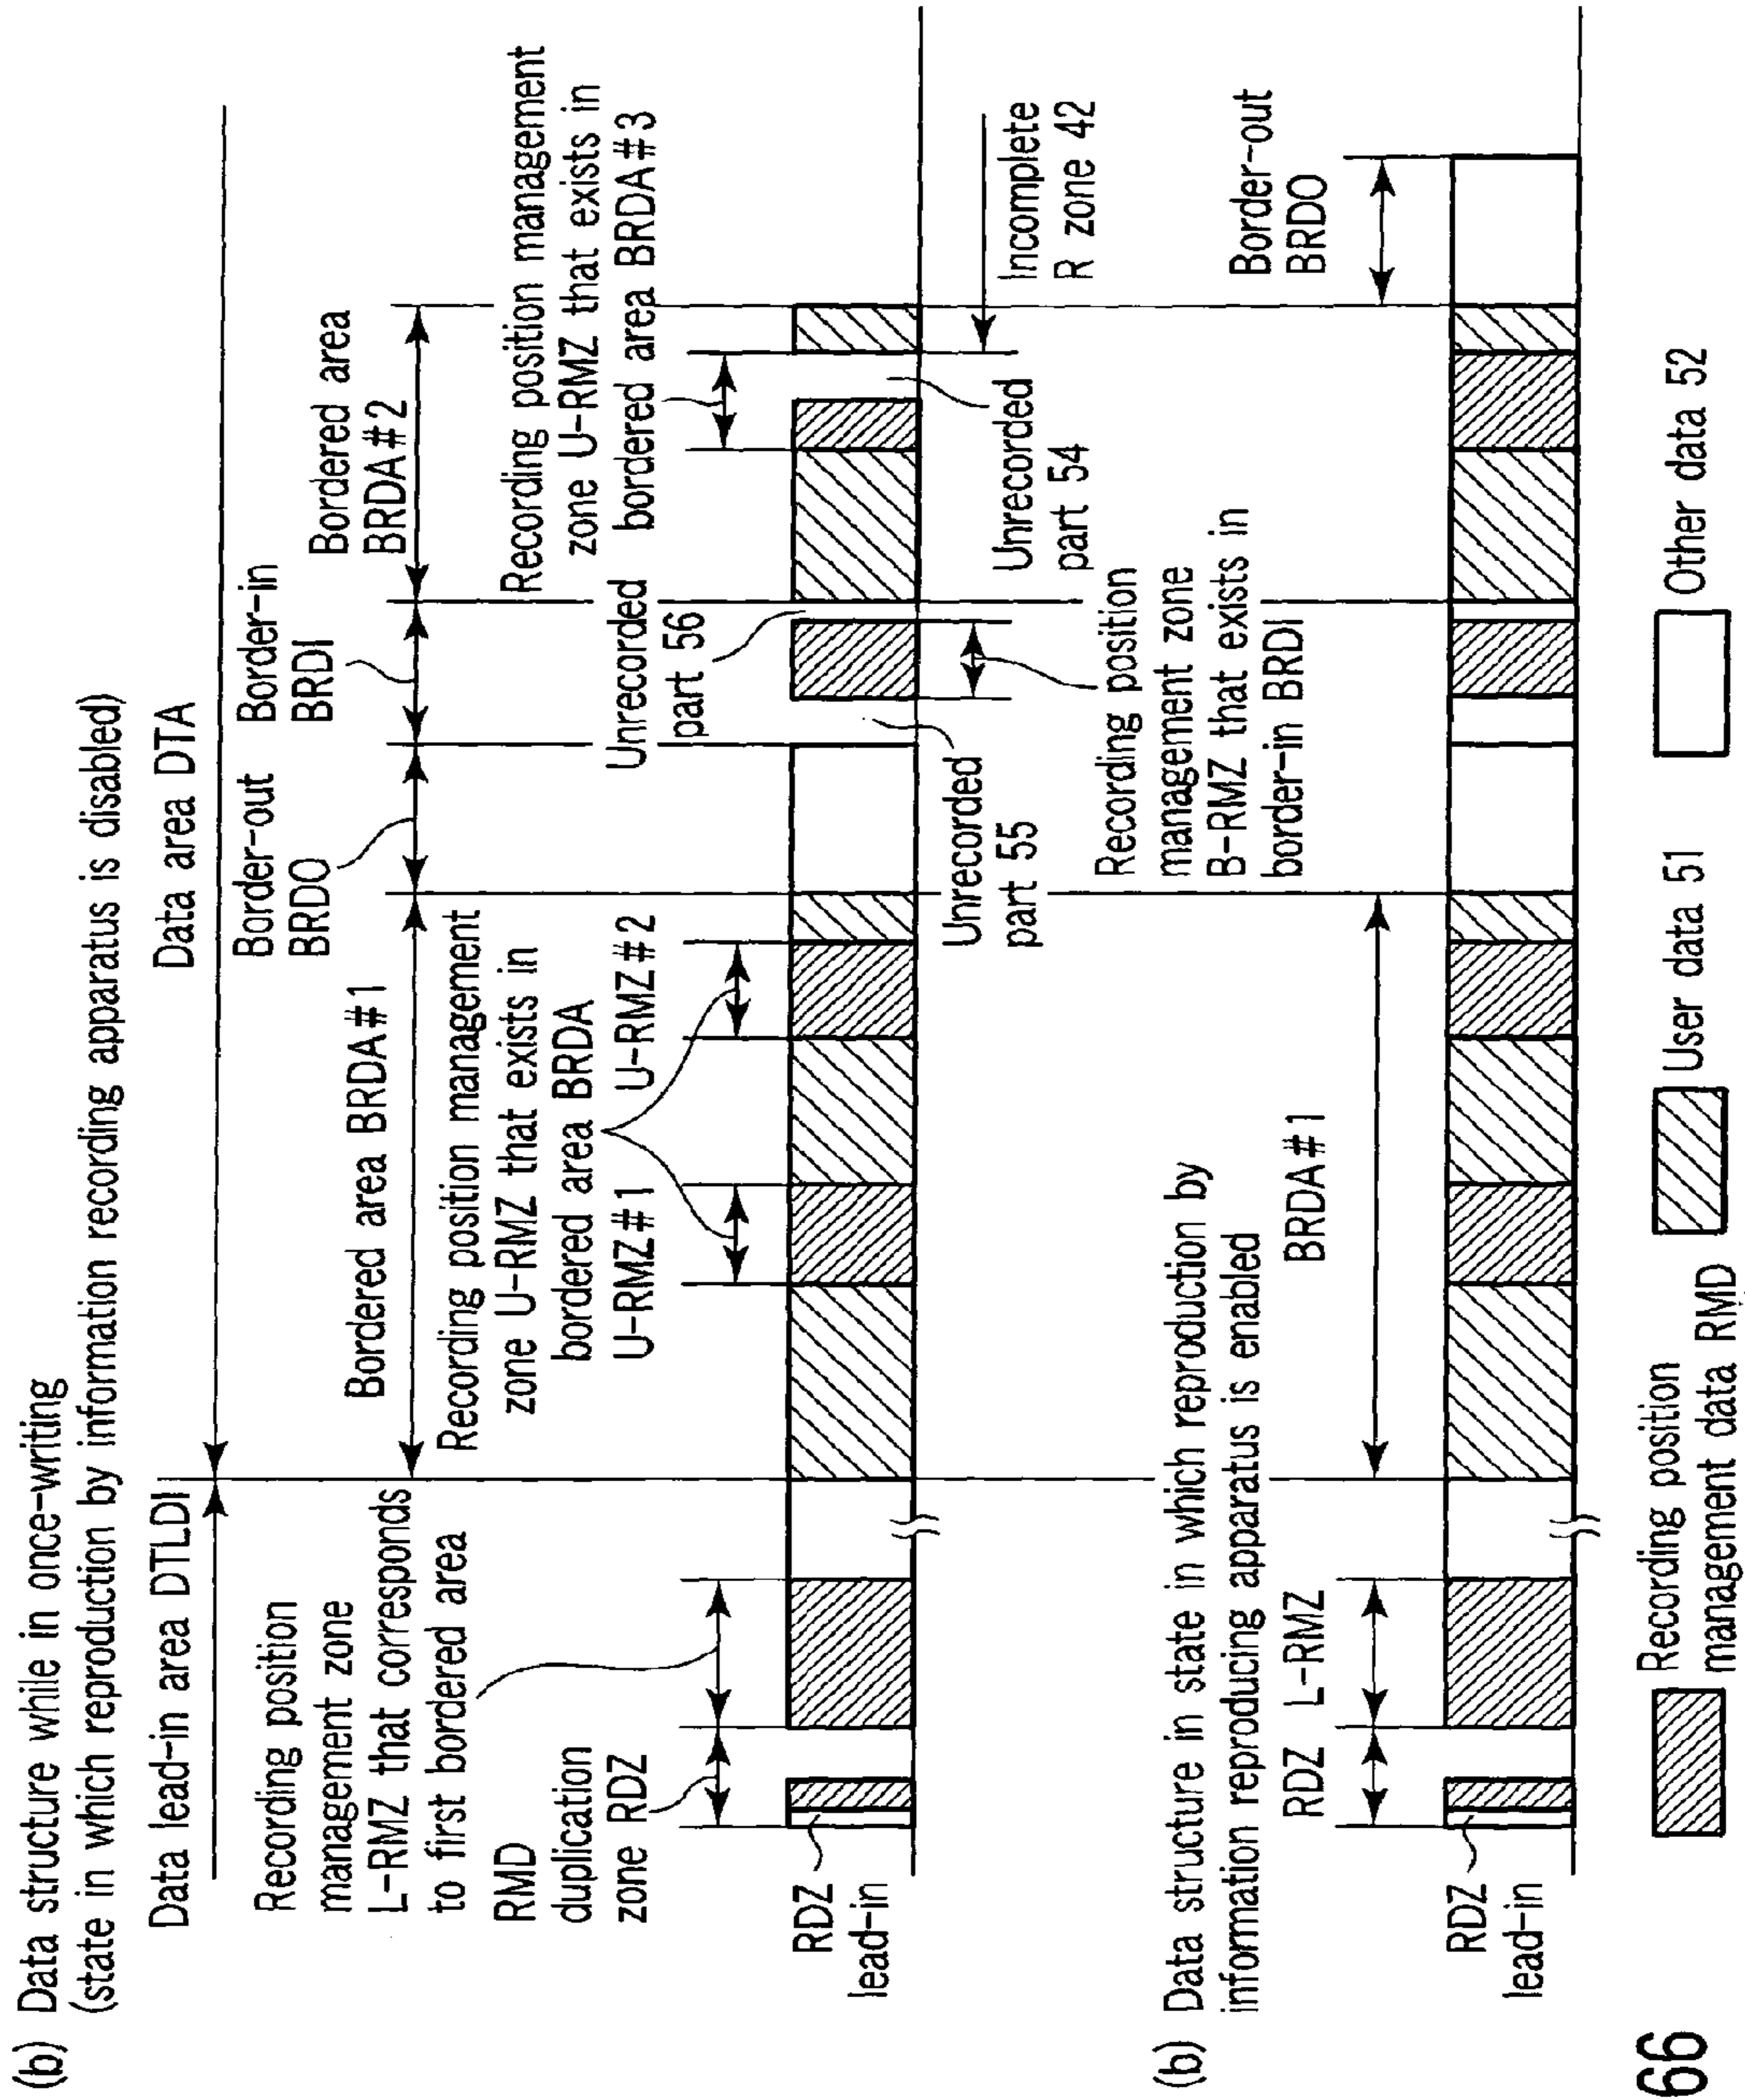 (b) Data structure while in once-writing
(state in which reproduction by information recording apparatus is disabled)
Data lead-in area DTLDI
Data area DTA
Recording position
management zone
L-RMZ that corresponds
to first bordered area
RMD
duplication
zone RDZ
RDZ
lead-in
Bordered area BRDA#1
Recording position management
zone U-RMZ that exists in
bordered area BRDA
U-RMZ#1
U-RMZ#2
Border-out
BRDO
Border-in
BRDI
Bordered area
BRDA#2
Unrecorded
part 56
Recording position management
zone U-RMZ that exists in
bordered area BRDA#3
Unrecorded
part 55
Unrecorded
part 54
Incomplete
R zone 42
Recording position
management zone
B-RMZ that exists in
border-in BRDI
(b) Data structure in state in which reproduction by
information reproducing apparatus is enabled
RDZ
L-RMZ
BRDA#1
Border-out
BRDO
RDZ
lead-in
66
Recording position
management data RMD
User data 51
Other data 52